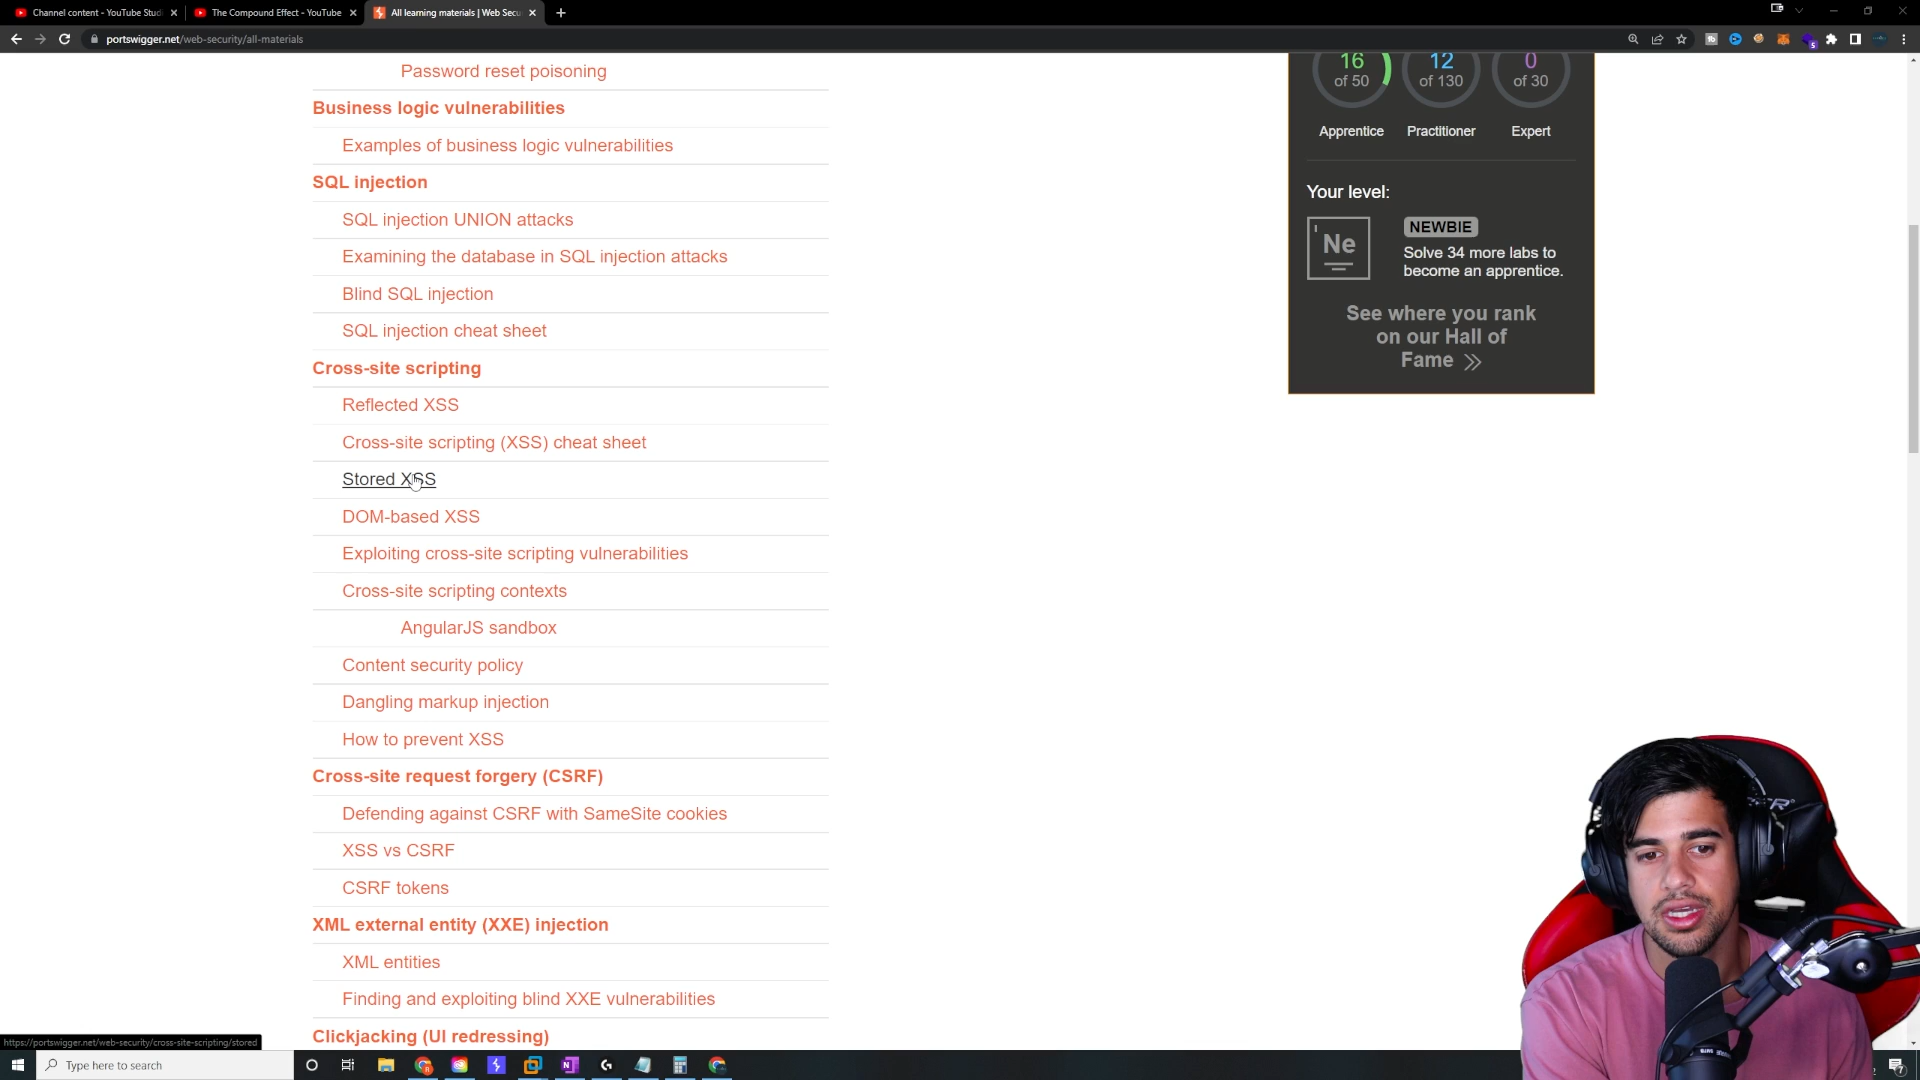 Channel content - YouTube Stud
The Compound Effect - YouTube
All learning materials | Web Secu
portswigger.net/web-security/all-materials
Password reset poisoning
Business logic vulnerabilities
Examples of business logic vulnerabilities
SQL injection
SQL injection UNION attacks
Examining the database in SQL injection attacks
Blind SQL injection
SQL injection cheat sheet
Cross-site scripting
Reflected XSS
Cross-site scripting (XSS) cheat sheet
Stored XSS
DOM-based XSS
Exploiting cross-site scripting vulnerabilities
Cross-site scripting contexts
AngularJS sandbox
Content security policy
Dangling markup injection
How to prevent XSS
Cross-site request forgery (CSRF)
Defending against CSRF with SameSite cookies
XSS vs CSRF
CSRF tokens
XML external entity (XXE) injection
XML entities
Finding and exploiting blind XXE vulnerabilities
Clickjacking (UI redressing)
16 12 0
of 50 of 130 of 30
Apprentice Practitioner Expert
Your level:
Ne
NEWBIE
Solve 34 more labs to
become an apprentice.
See where you rank
on our Hall of
Fame
https://portswigger.net/web-security/cross-site-scripting/stored
Type here to search